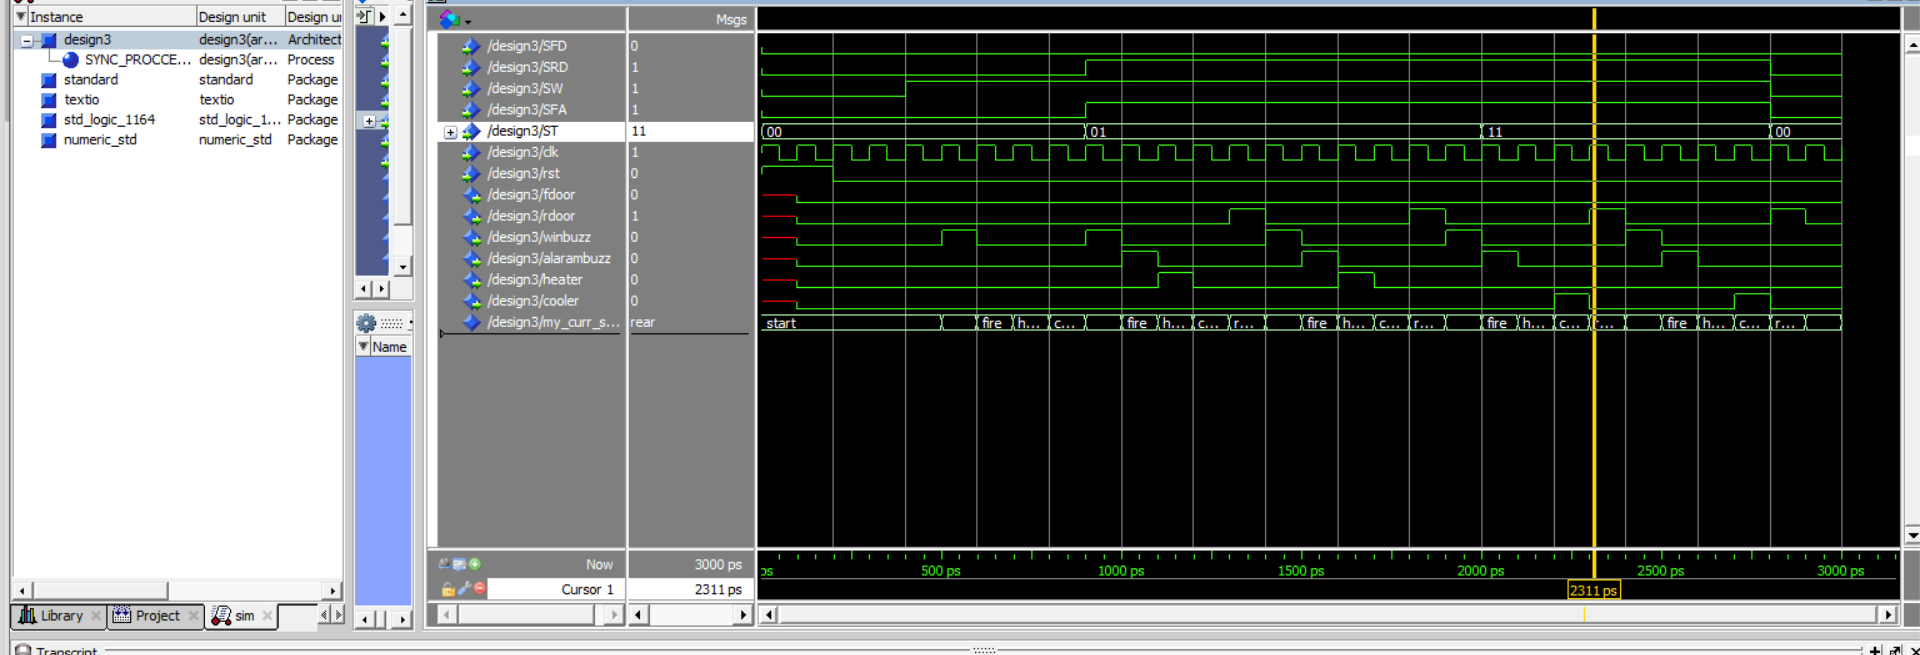 Instance Design unit Design ui
design3 design3(ar... Architect
SYNC_PROCCE... design3(ar... Process
standard standard Package
textio textio Package
std_logic_1164 std_logic_1... Package
numeric_std numeric_std Package
Library Project sim
Name
Msgs
/design3/SFD 0
/design3/SRD 1
/design3/SW 1
/design3/SFA 1
/design3/ST 11 00 01 11 00
/design3/clk 1
/design3/rst 0
/design3/fdoor 0
/design3/rdoor 1
/design3/winbuzz 0
/design3/alarambuzz 0
/design3/heater 0
/design3/cooler 0
/design3/my_curr_s... rear start fire h... c... fire h... c... r... fire h... c... r... fire h... c... r... fire h... c... r...
Now 3000 ps ps 500 ps 1000 ps 1500 ps 2000 ps 2500 ps 3000 ps
Cursor 1 2311 ps 2311 ps
Transcript